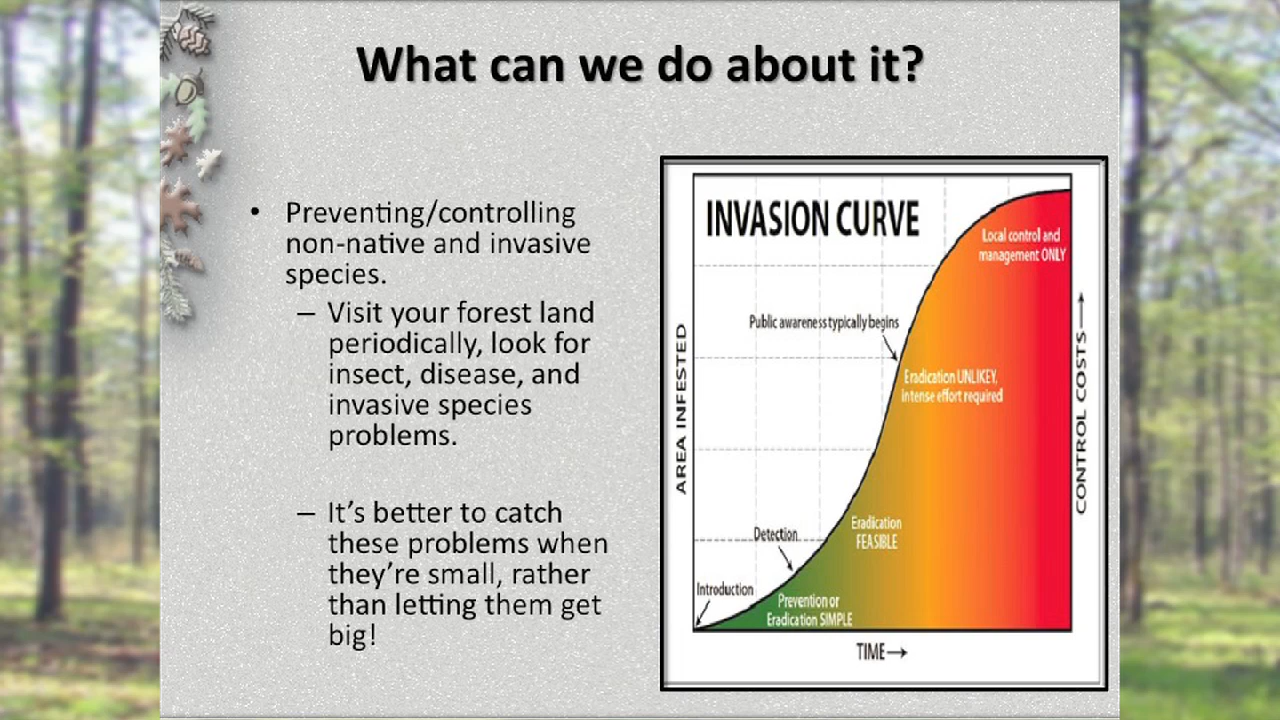 What can we do about it?
• Preventing/controlling
non-native and invasive
species.
– Visit your forest land
periodically, look for
insect, disease, and
invasive species
problems.
– It's better to catch
these problems when
they're small, rather
than letting them get
big!
INVASION CURVE
Local control and
management ONLY
Public awareness typically begins
Eradication UNLIKEY,
intense effort required
Eradication
FEASIBLE
Detection
Introduction
Prevention or
Eradication SIMPLE
AREA INFESTED
CONTROL COSTS→
TIME→